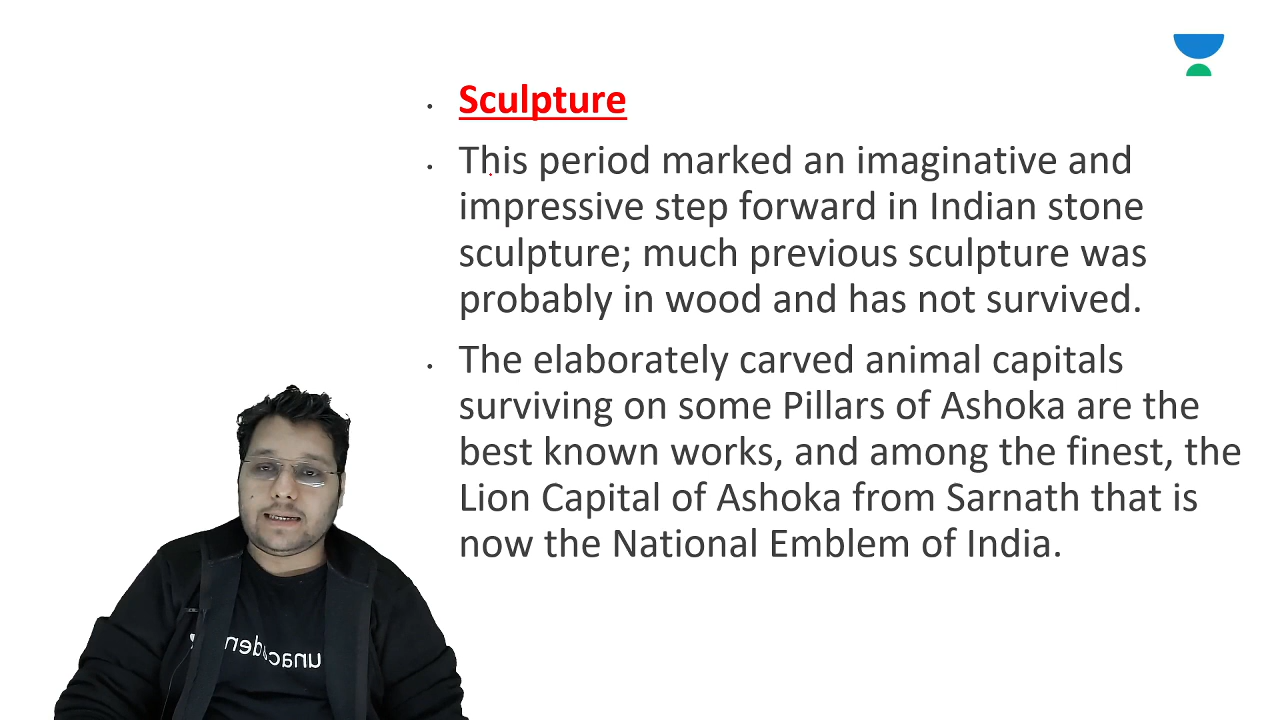 Sculpture
This period marked an imaginative and
impressive step forward in Indian stone
sculpture; much previous sculpture was
probably in wood and has not survived.
The elaborately carved animal capitals
surviving on some Pillars of Ashoka are the
best known works, and among the finest, the
Lion Capital of Ashoka from Sarnath that is
now the National Emblem of India.